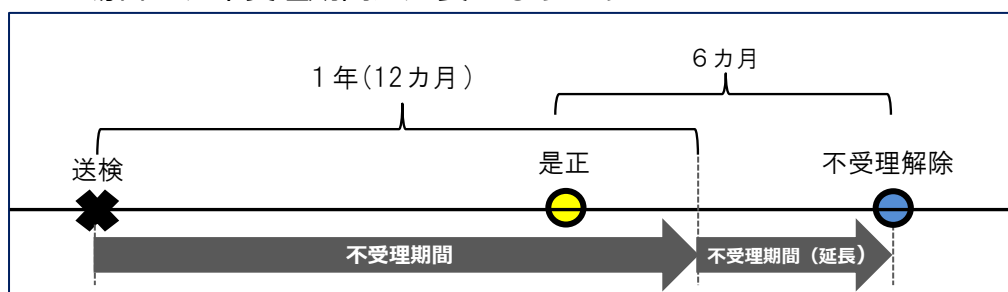 6カ月
1年(12カ月)
送検
是正
不受理解除
不受理期間
不受理期間（延長）